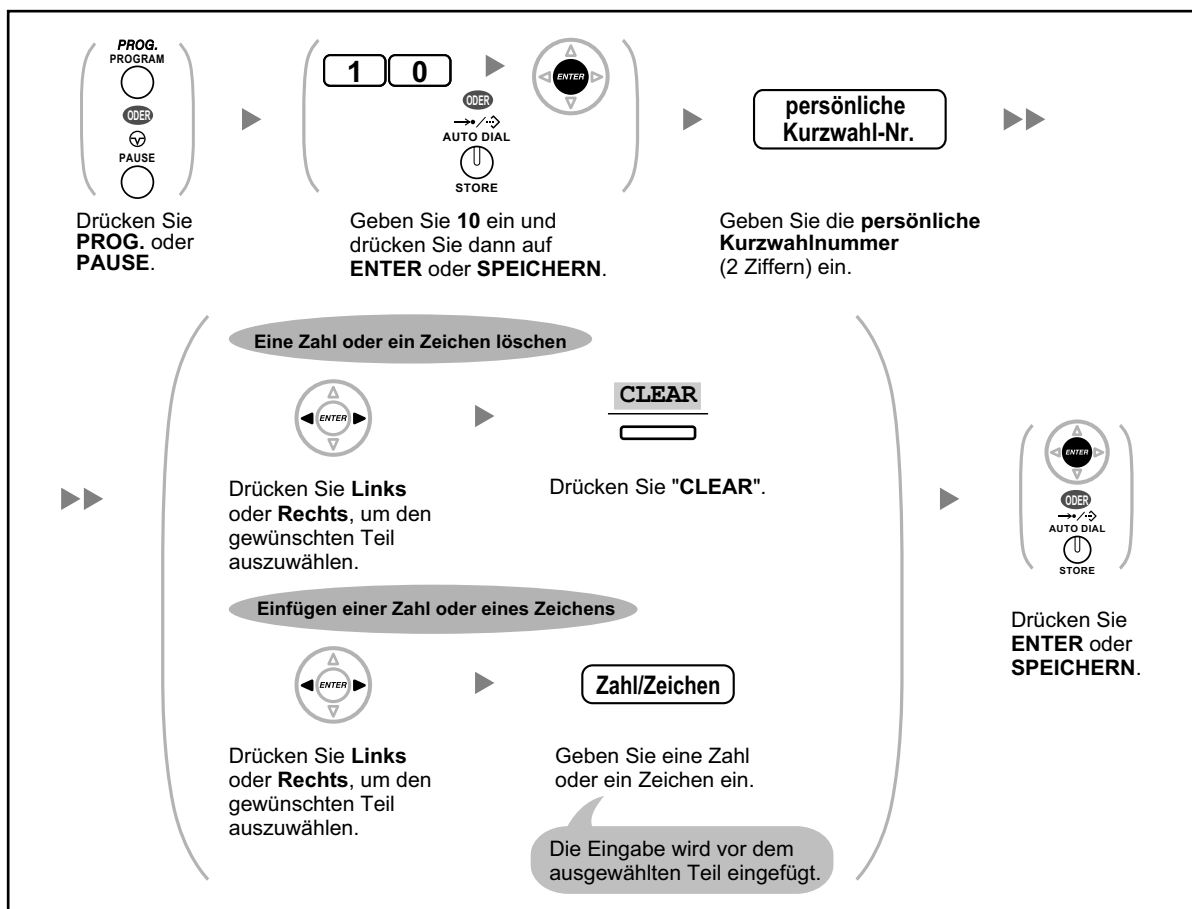 PROG.
PROGRAM
ODER
PAUSE
Drücken Sie
PROG. oder
PAUSE.
1 0
ENTER
ODER
AUTO DIAL
STORE
Geben Sie 10 ein und
drücken Sie dann auf
ENTER oder SPEICHERN.
persönliche
Kurzwahl-Nr.
Geben Sie die persönliche
Kurzwahlnummer
(2 Ziffern) ein.
Eine Zahl oder ein Zeichen löschen
ENTER
Drücken Sie Links
oder Rechts, um den
gewünschten Teil
auszuwählen.
CLEAR
Drücken Sie "CLEAR".
Einfügen einer Zahl oder eines Zeichens
ENTER
Drücken Sie Links
oder Rechts, um den
gewünschten Teil
auszuwählen.
Zahl/Zeichen
Geben Sie eine Zahl
oder ein Zeichen ein.
Die Eingabe wird vor dem
ausgewählten Teil eingefügt.
ENTER
ODER
AUTO DIAL
STORE
Drücken Sie
ENTER oder
SPEICHERN.